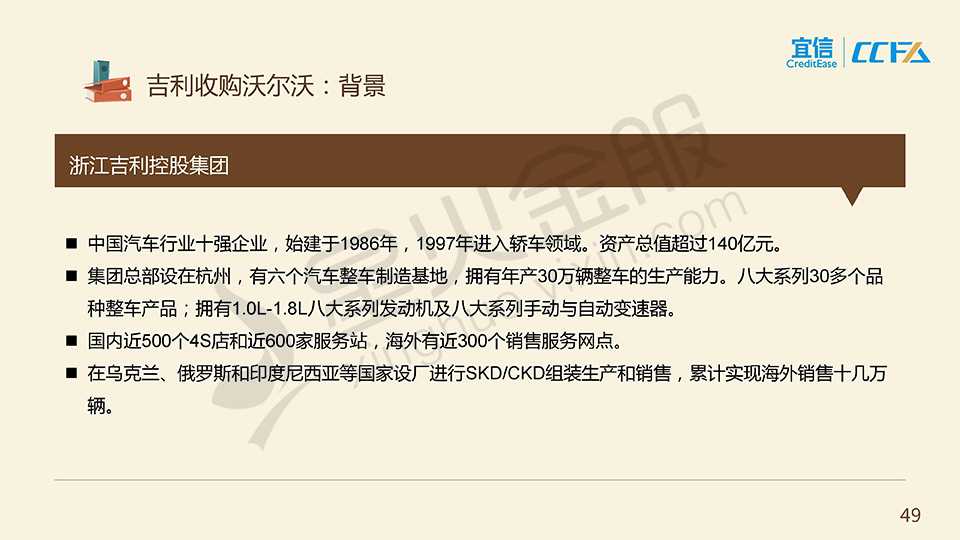 宜信
CreditEase
CCFA
吉利收购沃尔沃：背景
浙江吉利控股集团
■ 中国汽车行业十强企业，始建于1986年，1997年进入轿车领域。资产总值超过140亿元。
■ 集团总部设在杭州，有六个汽车整车制造基地，拥有年产30万辆整车的生产能力。八大系列30多个品
种整车产品；拥有1.0L-1.8L八大系列发动机及八大系列手动与自动变速器。
■ 国内近500个4S店和近600家服务站，海外有近300个销售服务网点。
■ 在乌克兰、俄罗斯和印度尼西亚等国家设厂进行SKD/CKD组装生产和销售，累计实现海外销售十几万
辆。
星火金服
xinghuo.yixin.com
49